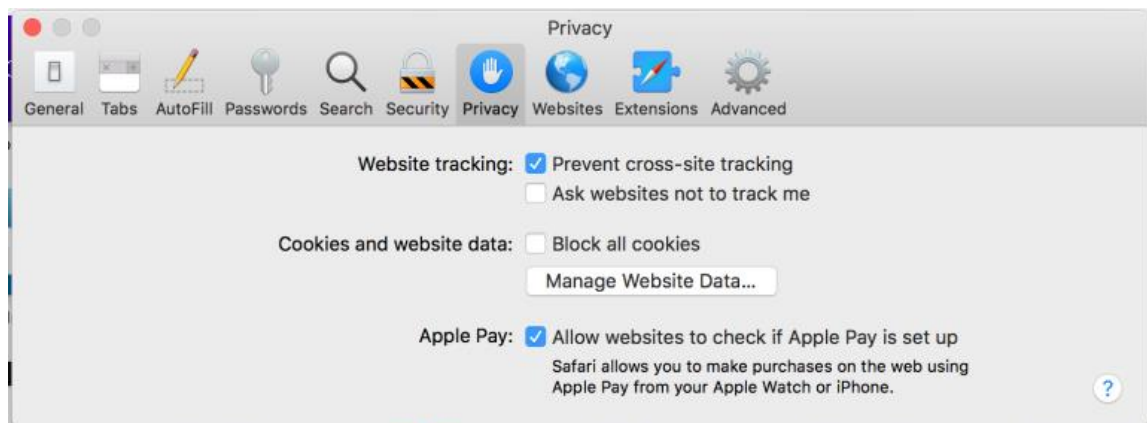 Privacy
General Tabs AutoFill Passwords Search Security Privacy Websites Extensions Advanced
Website tracking: Prevent cross-site tracking
Ask websites not to track me
Cookies and website data: Block all cookies
Manage Website Data...
Apple Pay: Allow websites to check if Apple Pay is set up
Safari allows you to make purchases on the web using
Apple Pay from your Apple Watch or iPhone.
?